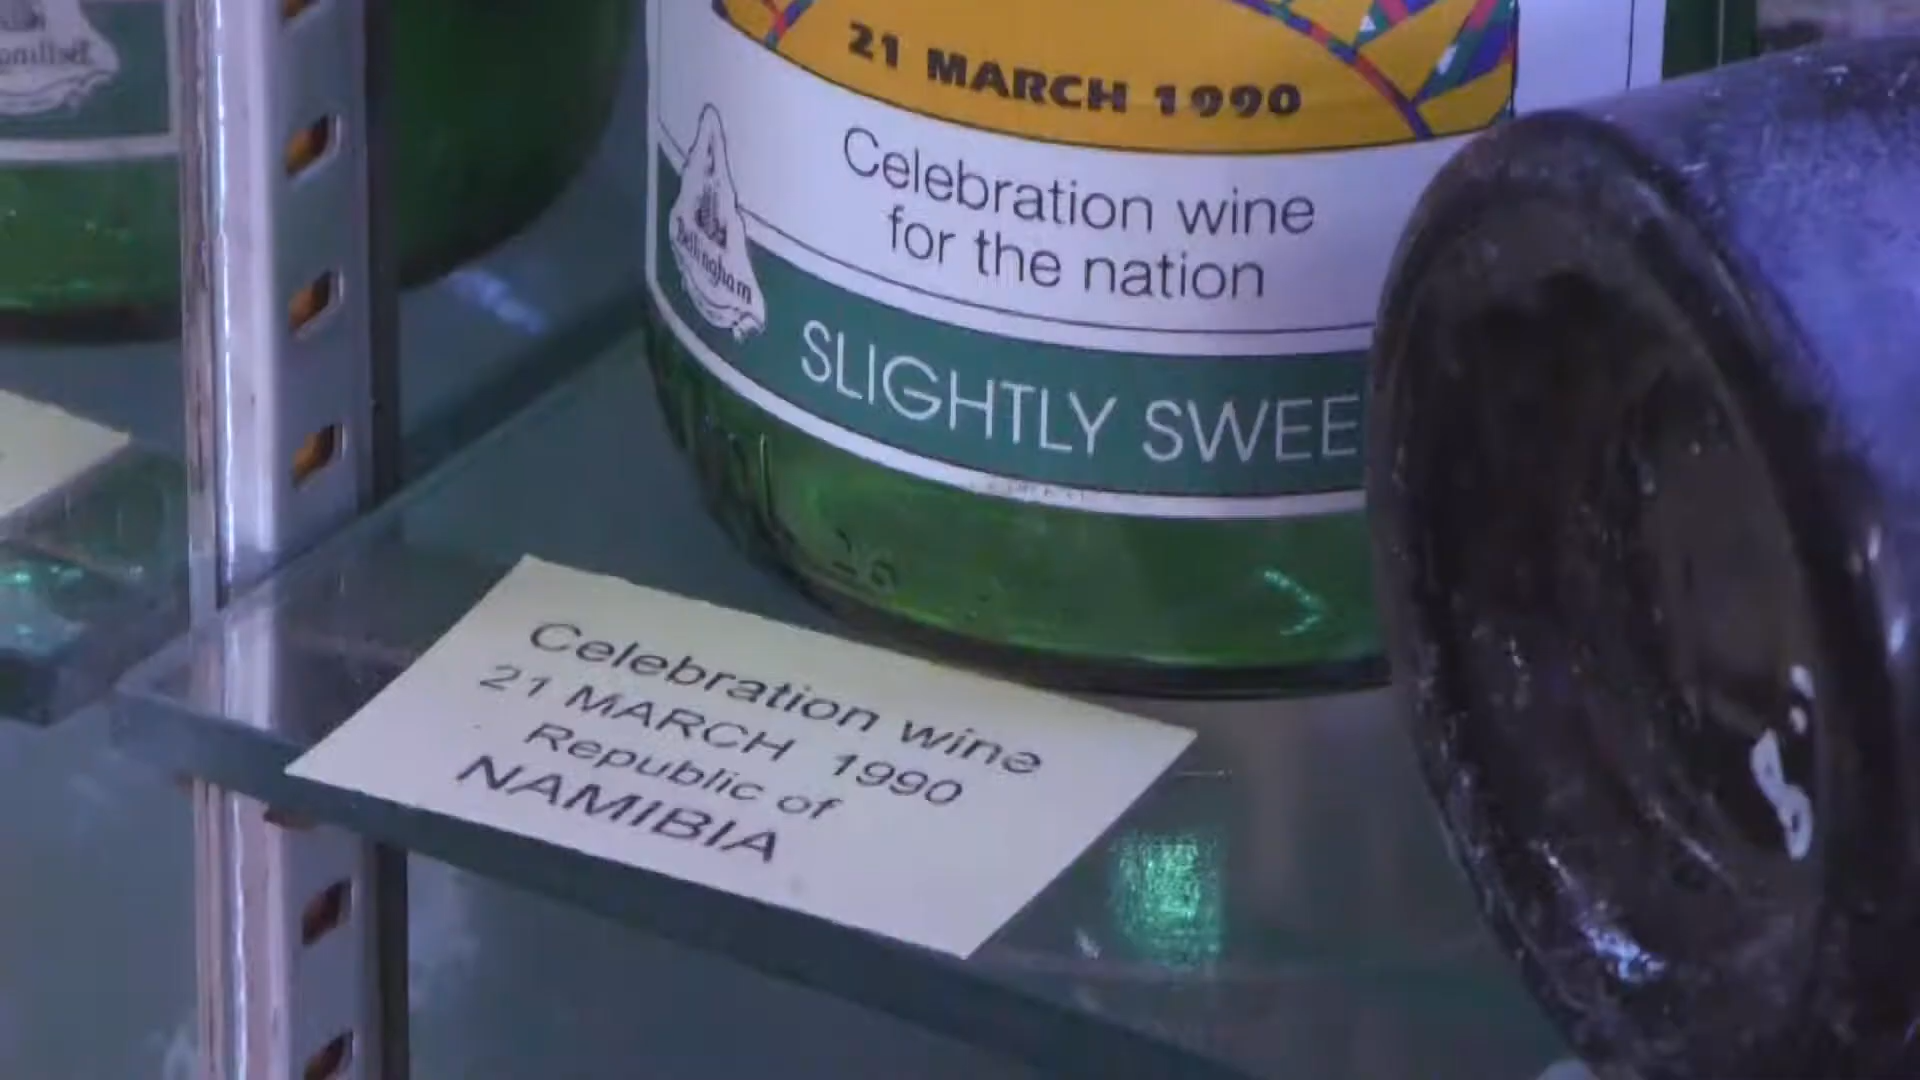 21 MARCH 1990
Celebration wine
for the nation
Bellingham
SLIGHTLY SWEE
26
Celebration wine
21 MARCH 1990
Republic of
NAMIBIA